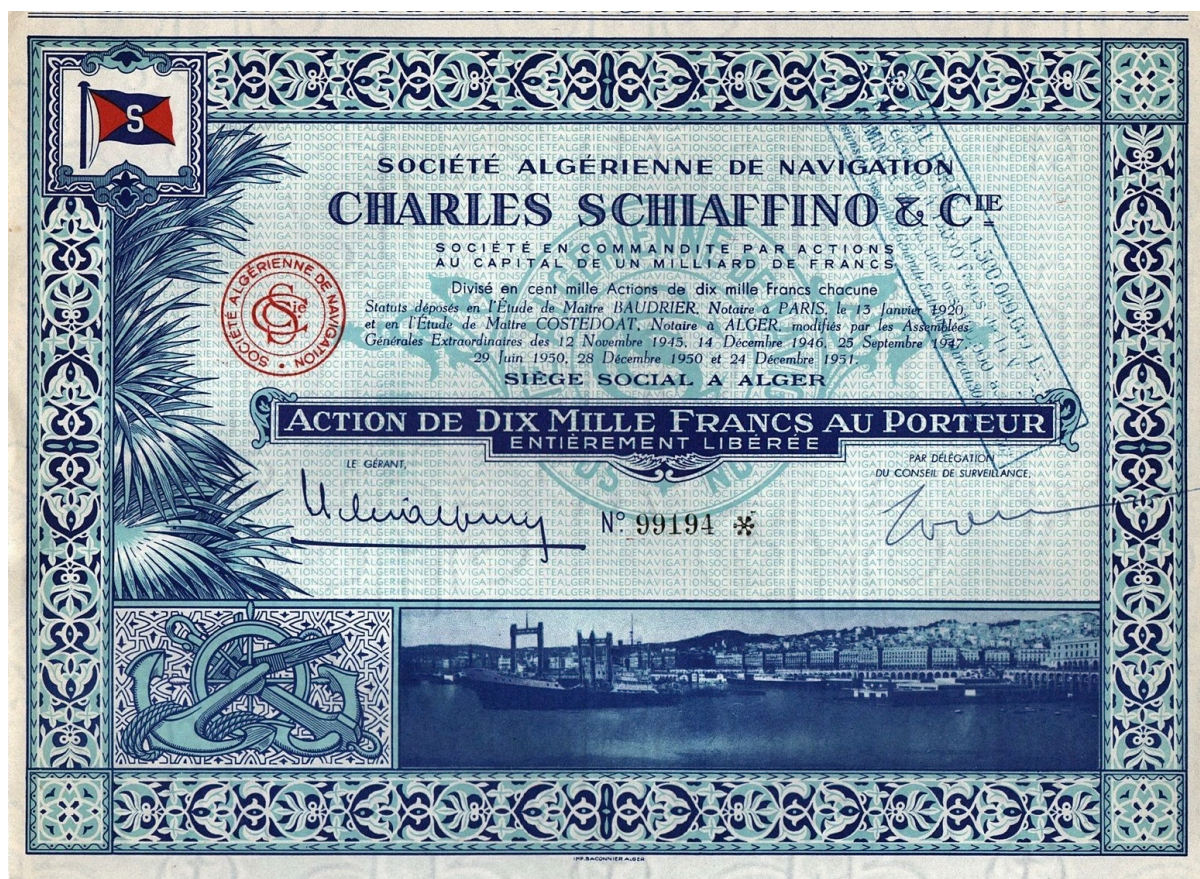 S
SOCIÉTÉ ALGÉRIENNE DE NAVIGATION
CHARLES SCHIAFFINO & CIE
SOCIÉTÉ EN COMMANDITE PAR ACTIONS
AU CAPITAL DE UN MILLIARD DE FRANCS
Divisé en cent mille Actions de dix mille Francs chacune
Statuts déposés en l'Étude de Maître BAUDRIER, Notaire à PARIS, le 13 Janvier 1920,
et en l'Étude de Maître COSTEDOAT, Notaire à ALGER, modifiés par les Assemblées
Générales Extraordinaires des 12 Novembre 1945, 14 Décembre 1946, 25 Septembre 1947,
29 Juin 1950, 28 Décembre 1950 et 24 Décembre 1951.
SIÈGE SOCIAL A ALGER
SOCIÉTÉ ALGÉRIENNE DE NAVIGATION
CS Cie
ACTION DE DIX MILLE FRANCS AU PORTEUR
ENTIÈREMENT LIBÉRÉE
LE GÉRANT,
PAR DÉLÉGATION
DU CONSEIL DE SURVEILLANCE,
N° 99194
IMP. BACONNIER ALGER